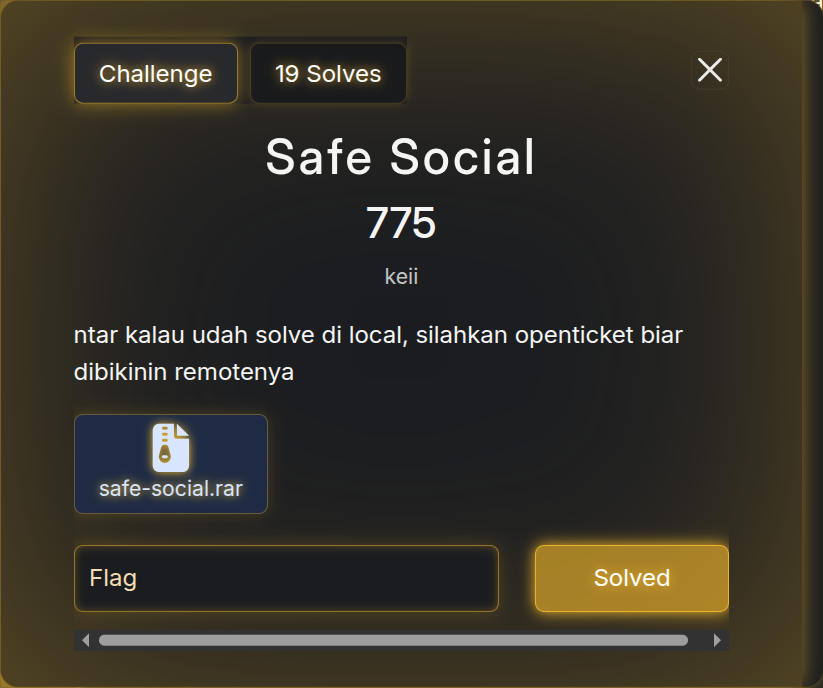 Challenge
19 Solves
Safe Social
775
keii
ntar kalau udah solve di local, silahkan openticket biar
dibikinin remotenya
safe-social.rar
Flag
Solved